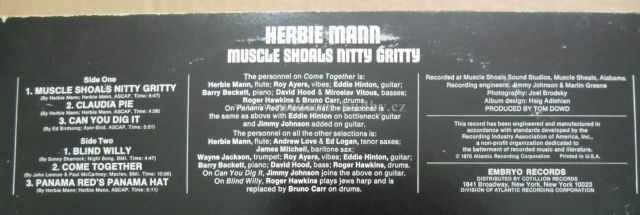 HERBIE MANN
MUSCLE SHOALS NITTY GRITTY
Side One
1. MUSCLE SHOALS NITTY GRITTY
(By Herbie Mann; Herbie Mann, ASCAP. Time: 6:47)
2. CLAUDIA PIE
(By Herbie Mann; Herbie Mann, ASCAP. Time: 4:36)
3. CAN YOU DIG IT
(By Ed Birdsong; Ayer-Bird, ASCAP. Time: 5:01)
Side Two
1. BLIND WILLY
(By Sonny Sharrock; Night Song, BMI. Time: 4:46)
2. COME TOGETHER
(By John Lennon & Paul McCartney; Maclen, BMI. Time:
3. PANAMA RED'S PANAMA HAT
(By Herbie Mann; Herbie Mann, ASCAP. Time: 5:11)
The personnel on Come Together is:
Herbie Mann, flute; Roy Ayers, vibes; Eddie Hinton, guitar;
Barry Beckett, piano; David Hood & Miroslav Vitous, basses;
Roger Hawkins & Bruno Carr, drums.
On Panama Red's Panama Hat the personnel is
the same as above with Eddie Hinton on bottleneck guitar
and Jimmy Johnson added on guitar.
The personnel on all the other selections is:
Herbie Mann, flute; Andrew Love & Ed Logan, tenor saxes;
James Mitchell, baritone sax;
Wayne Jackson, trumpet; Roy Ayers, vibes; Eddie Hinton, guitar;
Barry Beckett, piano; David Hood, bass; Roger Hawkins, drums.
On Can You Dig It, Jimmy Johnson joins the above on guitar.
On Blind Willy, Roger Hawkins plays jews harp and is
replaced by Bruno Carr on drums.
Recorded at Muscle Shoals Sound Studios, Muscle Shoals, Alabama.
Recording engineers: Jimmy Johnson & Marlin Greene
Photography: Joel Brodsky
Album design: Haig Adishian
PRODUCED BY TOM DOWD
This record has been engineered and manufactured in
accordance with standards developed by the
Recording Industry Association of America, Inc.,
a non-profit organization dedicated to
the betterment of recorded music and literature.
© 1970 Atlantic Recording Corporation Printed in U.S.A.
EMBRYO RECORDS
DISTRIBUTED BY COTILLION RECORDS
1841 Broadway, New York, New York 10023
DIVISION OF ATLANTIC RECORDING CORPORATION